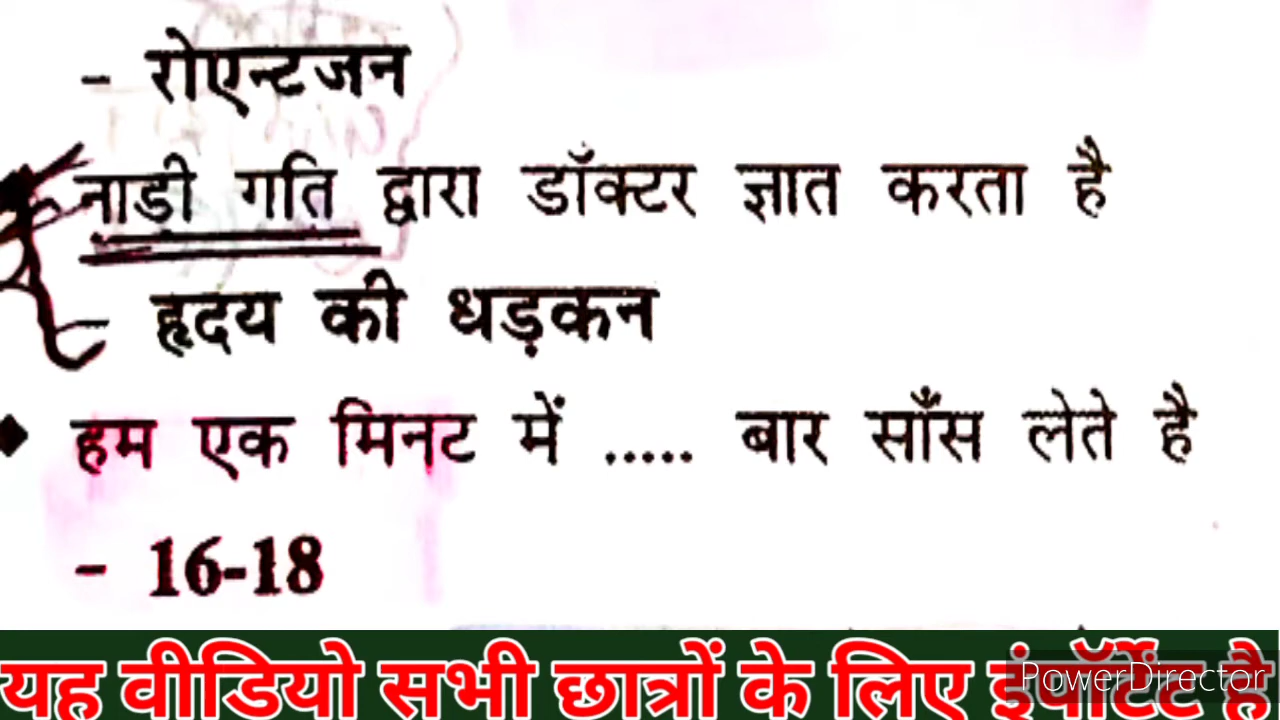 - रोएन्टजन
नाडी गति द्वारा डॉक्टर ज्ञात करता है
हृदय की धड़कन
♦ हम एक मिनट में ..... बार साँस लेते है
- 16-18
यह वीडियो सभी छात्रों के लिए इंपॉर्टेंट है
PowerDirector